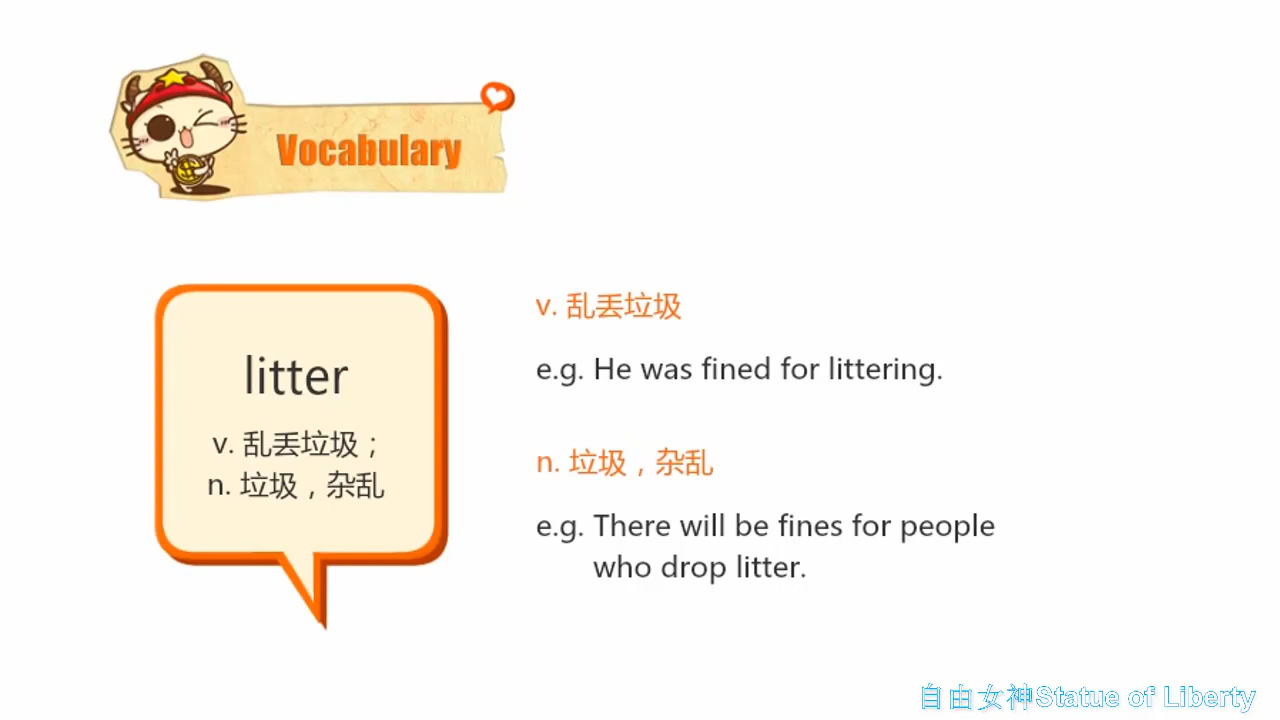 Vocabulary
litter
v. 乱丢垃圾；
n. 垃圾，杂乱
v. 乱丢垃圾
e.g. He was fined for littering.
n. 垃圾，杂乱
e.g. There will be fines for people
who drop litter.
自由女神Statue of Liberty